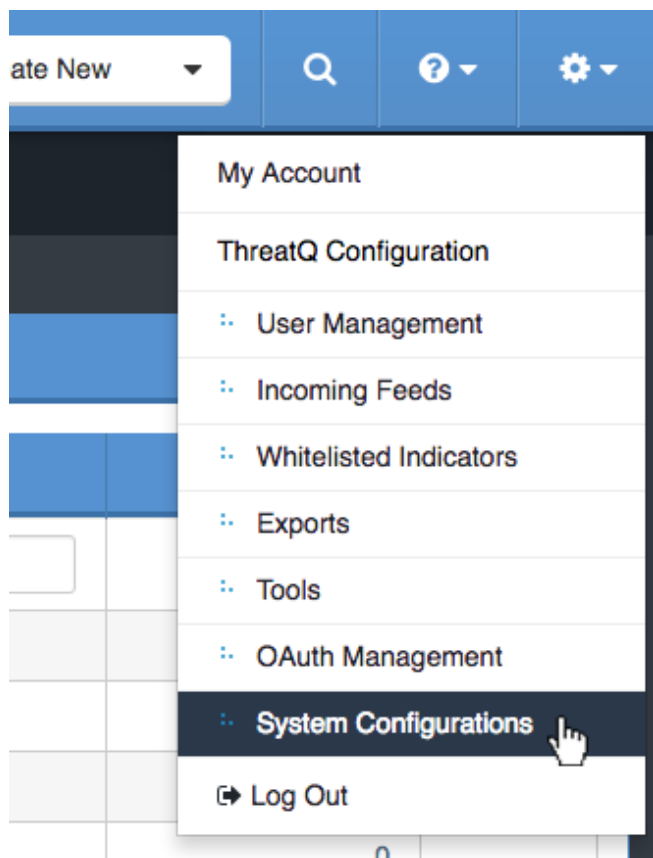 ate New
My Account
ThreatQ Configuration
User Management
Incoming Feeds
Whitelisted Indicators
Exports
Tools
OAuth Management
System Configurations
Log Out